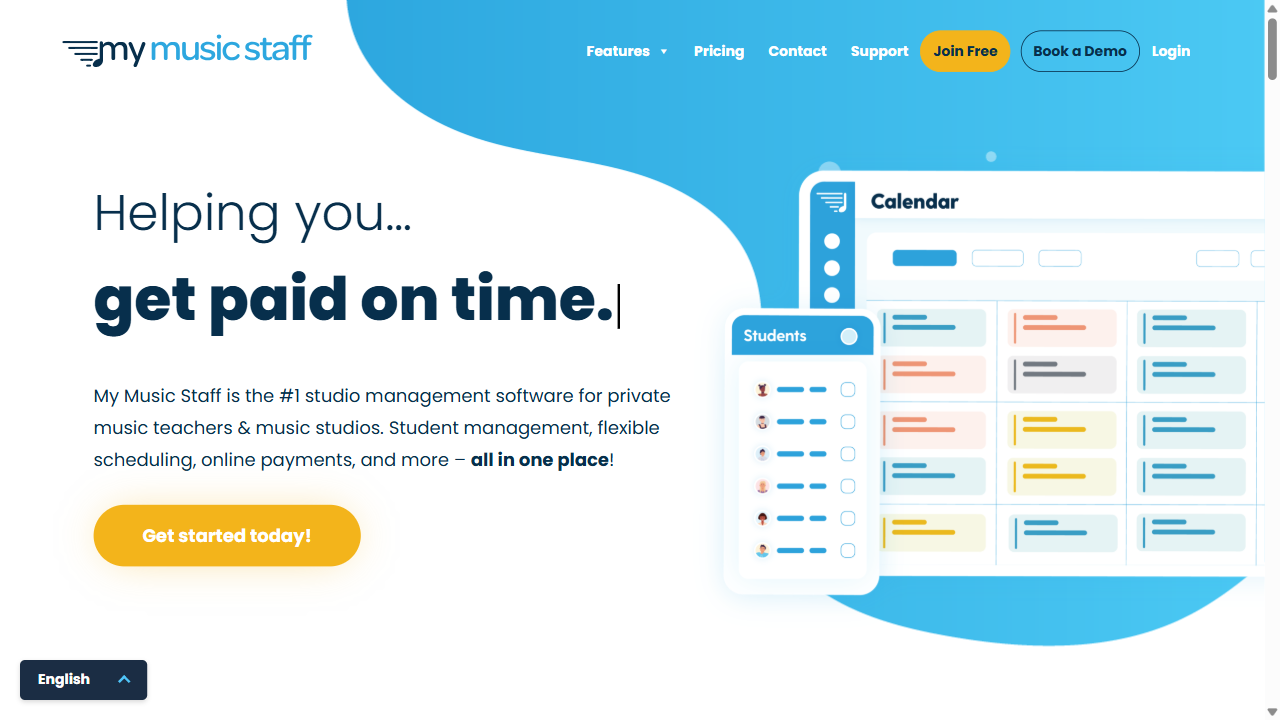 my music staff
Features
Pricing
Contact
Support
Join Free
Book a Demo
Login
Helping you...
get paid on time.
My Music Staff is the #1 studio management software for private
music teachers & music studios. Student management, flexible
scheduling, online payments, and more – all in one place!
Get started today!
Calendar
Students
English